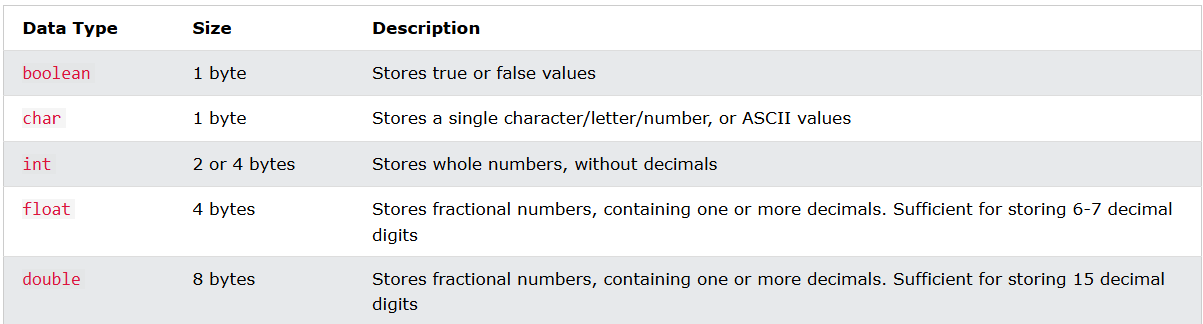 Data Type Size Description
boolean 1 byte Stores true or false values
char 1 byte Stores a single character/letter/number, or ASCII values
int 2 or 4 bytes Stores whole numbers, without decimals
float 4 bytes Stores fractional numbers, containing one or more decimals. Sufficient for storing 6-7 decimal
digits
double 8 bytes Stores fractional numbers, containing one or more decimals. Sufficient for storing 15 decimal
digits